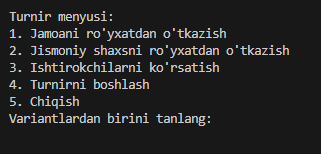 Turnir menyusi:
1. Jamoani ro'yxatdan o'tkazish
2. Jismoniy shaxsni ro'yxatdan o'tkazish
3. Ishtirokchilarni ko'rsatish
4. Turnirni boshlash
5. Chiqish
Variantlardan birini tanlang: